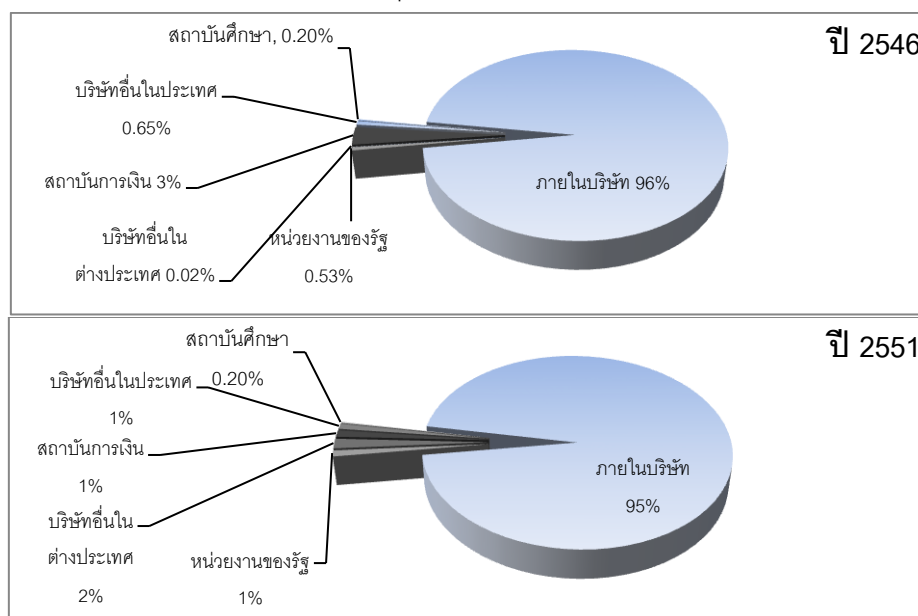 ปี 2546
สถาบันศึกษา, 0.20%
บริษัทอื่นในประเทศ
0.65%
สถาบันการเงิน 3%
บริษัทอื่นใน
ต่างประเทศ 0.02%
หน่วยงานของรัฐ
0.53%
ภายในบริษัท 96%
ปี 2551
สถาบันศึกษา
0.20%
บริษัทอื่นในประเทศ
1%
สถาบันการเงิน
1%
บริษัทอื่นใน
ต่างประเทศ
2%
หน่วยงานของรัฐ
1%
ภายในบริษัท
95%